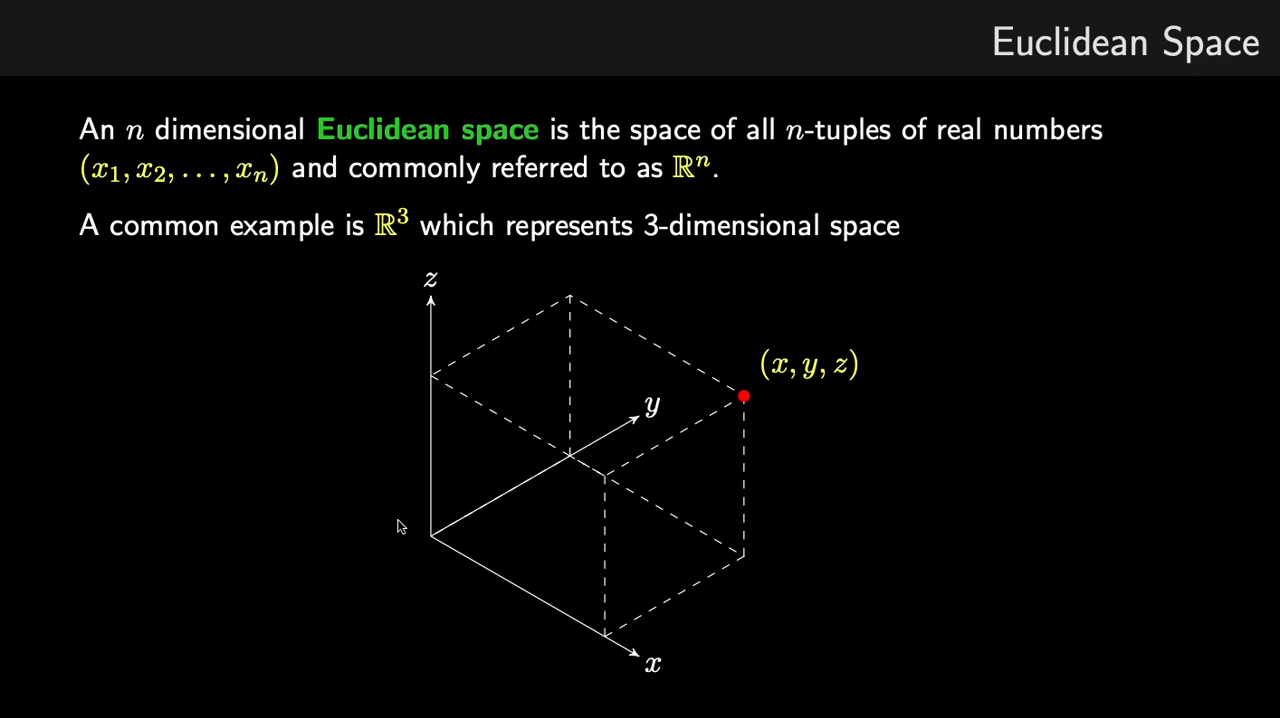 Euclidean Space
An n dimensional Euclidean space is the space of all n-tuples of real numbers
(x₁, x₂, . . . , xₙ) and commonly referred to as ℝⁿ.
A common example is ℝ³ which represents 3-dimensional space
z
(x, y, z)
y
x